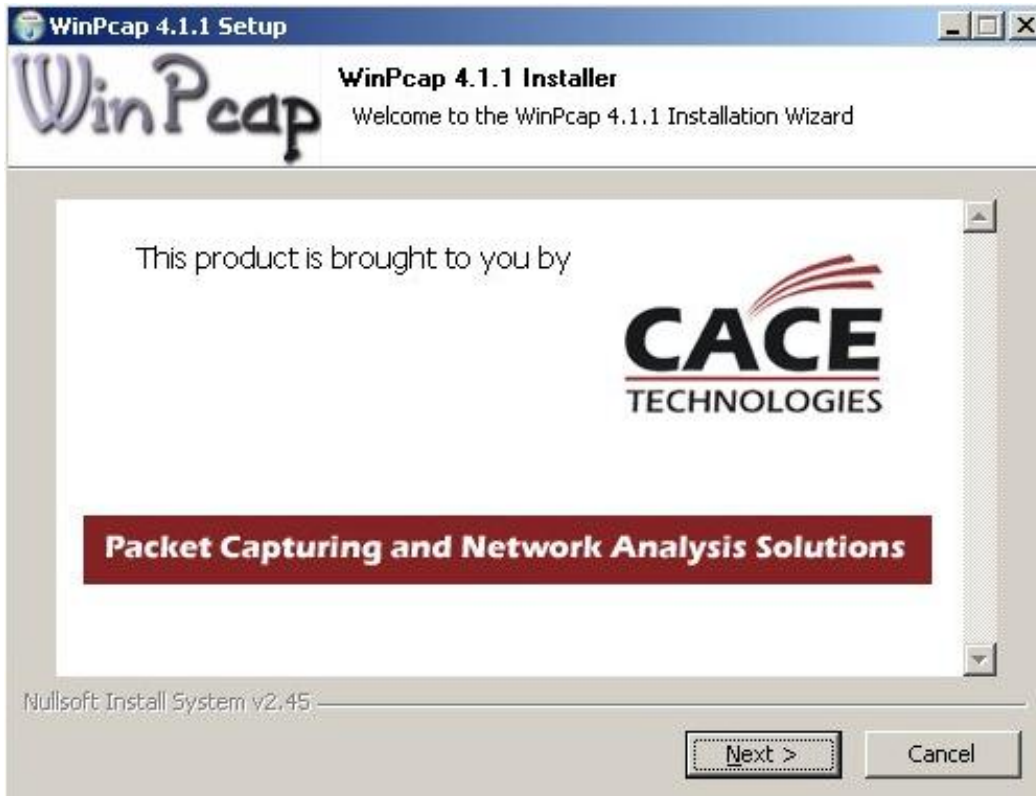 WinPcap 4.1.1 Setup
WinPcap
WinPcap 4.1.1 Installer
Welcome to the WinPcap 4.1.1 Installation Wizard
This product is brought to you by
CACE
TECHNOLOGIES
Packet Capturing and Network Analysis Solutions
Nullsoft Install System v2.45
Next >
Cancel